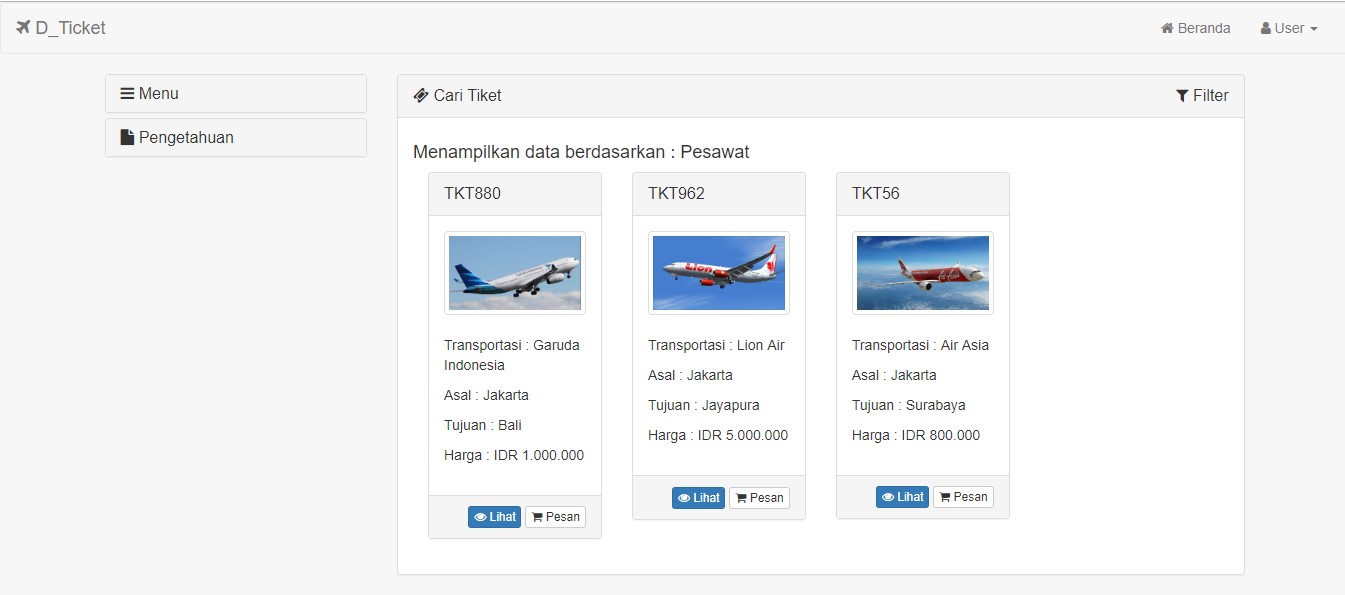 D_Ticket
Beranda
User
Menu
Pengetahuan
Cari Tiket
Filter
Menampilkan data berdasarkan : Pesawat
TKT880
Transportasi : Garuda
Indonesia
Asal : Jakarta
Tujuan : Bali
Harga : IDR 1.000.000
Lihat
Pesan
TKT962
Lion
Transportasi : Lion Air
Asal : Jakarta
Tujuan : Jayapura
Harga : IDR 5.000.000
Lihat
Pesan
TKT56
Transportasi : Air Asia
Asal : Jakarta
Tujuan : Surabaya
Harga : IDR 800.000
Lihat
Pesan